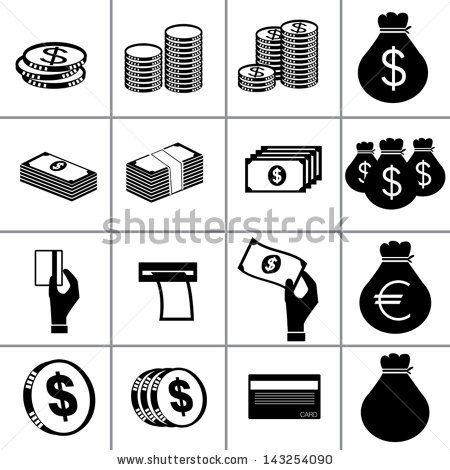 $ $ $
$ $ $ $ $
shutterstock
$ €
$ $ CARD
www.shutterstock.com · 143254090